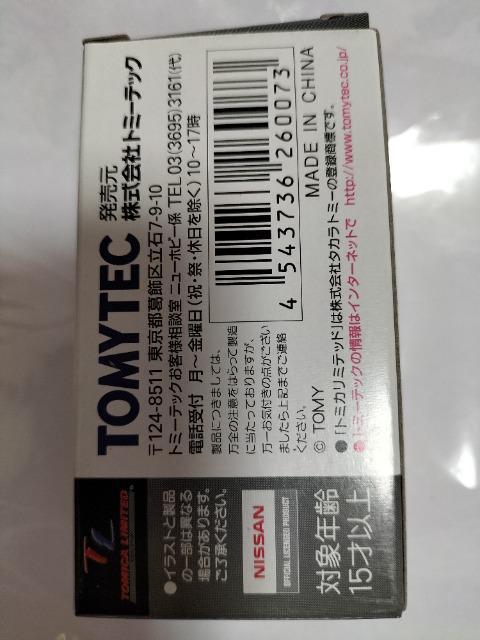 TOMICA LIMITED
●イラストと製品
の一部は異なる
場合があります。
ご了承ください。
NISSAN
OFFICIAL LICENSED PRODUCT
対象年齢
15才以上
TOMYTEC
発売元
株式会社トミーテック
〒124-8511 東京都葛飾区立石7-9-10
トミーテックお客様相談室 ニューホビー係 TEL 03(3695)3161(代)
電話受付 月〜金曜日(祝・祭・休日を除く)10〜17時
製品につきましては、
万全の注意をはらって製造
に当たっておりますが、
万一お気付きの点がござい
ましたら上記までご連絡
ください。
© TOMY
4 543736 260073
MADE IN CHINA
●「トミカリミテッド」は株式会社タカラトミーの登録商標です。
●トミーテックの情報はインターネットで http://www.tomytec.co.jp/